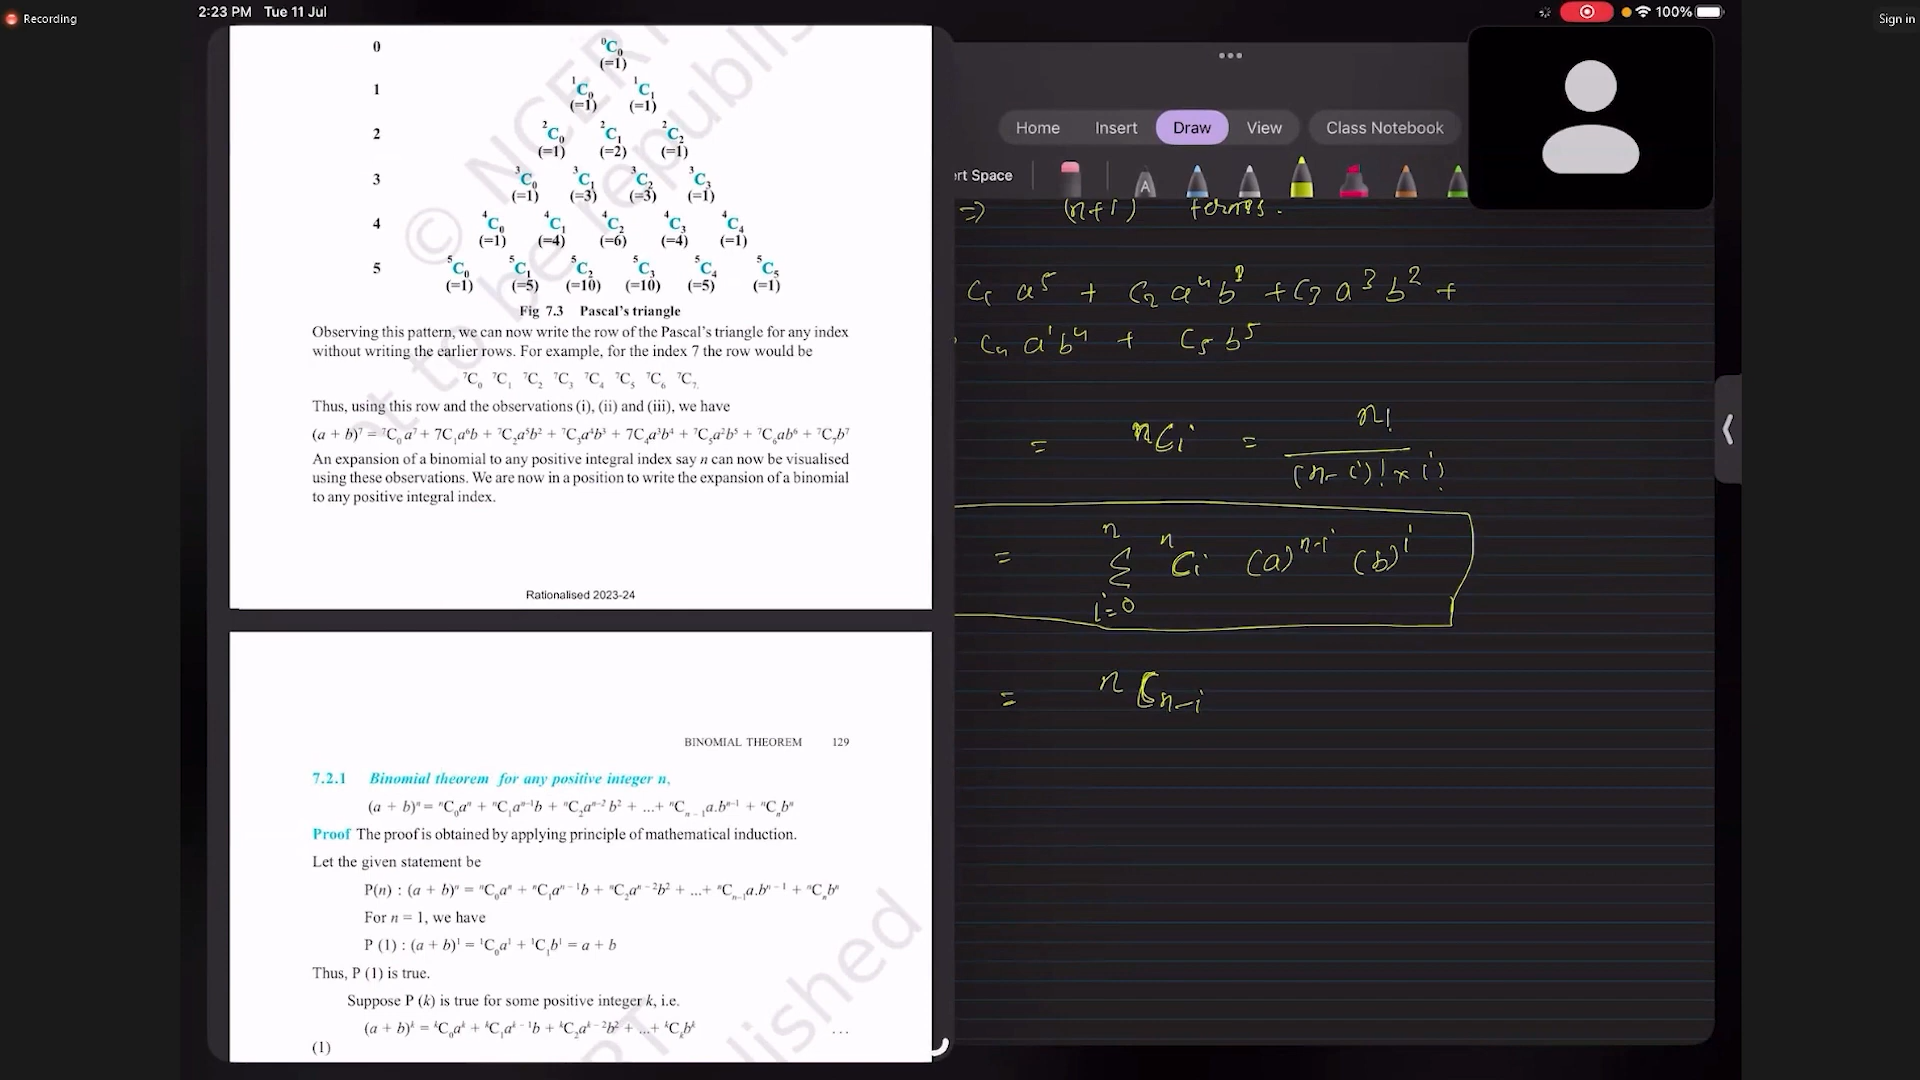 Recording
2:23 PM Tue 11 Jul
100%
Sign in
0 ⁰C₀
(=1)
1 ¹C₀ ¹C₁
(=1) (=1)
2 ²C₀ ²C₁ ²C₂
(=1) (=2) (=1)
3 ³C₀ ³C₁ ³C₂ ³C₃
(=1) (=3) (=3) (=1)
4 ⁴C₀ ⁴C₁ ⁴C₂ ⁴C₃ ⁴C₄
(=1) (=4) (=6) (=4) (=1)
5 ⁵C₀ ⁵C₁ ⁵C₂ ⁵C₃ ⁵C₄ ⁵C₅
(=1) (=5) (=10) (=10) (=5) (=1)
Fig 7.3 Pascal's triangle
Observing this pattern, we can now write the row of the Pascal's triangle for any index
without writing the earlier rows. For example, for the index 7 the row would be
⁷C₀ ⁷C₁ ⁷C₂ ⁷C₃ ⁷C₄ ⁷C₅ ⁷C₆ ⁷C₇.
Thus, using this row and the observations (i), (ii) and (iii), we have
(a + b)⁷ = ⁷C₀a⁷ + 7C₁a⁶b + ⁷C₂a⁵b² + ⁷C₃a⁴b³ + 7C₄a³b⁴ + ⁷C₅a²b⁵ + ⁷C₆ab⁶ + ⁷C₇b⁷
An expansion of a binomial to any positive integral index say n can now be visualised
using these observations. We are now in a position to write the expansion of a binomial
to any positive integral index.
Rationalised 2023-24
BINOMIAL THEOREM 129
7.2.1 Binomial theorem for any positive integer n,
(a + b)ⁿ = ⁿC₀aⁿ + ⁿC₁aⁿ⁻¹b + ⁿC₂aⁿ⁻² b² + ...+ ⁿCₙ₋₁a.bⁿ⁻¹ + ⁿCₙbⁿ
Proof The proof is obtained by applying principle of mathematical induction.
Let the given statement be
P(n) : (a + b)ⁿ = ⁿC₀aⁿ + ⁿC₁aⁿ⁻¹b + ⁿC₂aⁿ⁻²b² + ...+ ⁿCₙ₋₁a.bⁿ⁻¹ + ⁿCₙbⁿ
For n = 1, we have
P (1) : (a + b)¹ = ¹C₀a¹ + ¹C₁b¹ = a + b
Thus, P (1) is true.
Suppose P (k) is true for some positive integer k, i.e.
(a + b)ᵏ = ᵏC₀aᵏ + ᵏC₁aᵏ⁻¹b + ᵏC₂aᵏ⁻²b² + ...+ ᵏCₖbᵏ ...
(1)
© NCERT
not to be republished
Home Insert Draw View Class Notebook
ert Space
A
=> (n+1) terms.
C₁ a⁵ + C₂ a⁴b¹ + C₃ a³ b² +
C₄ a¹b⁴ + C₅ b⁵
= nCi = n! / (n-i)! × i!
= n Σ i=0 ⁿCi (a)ⁿ⁻ⁱ (b)ⁱ
= ⁿCₙ₋ᵢ